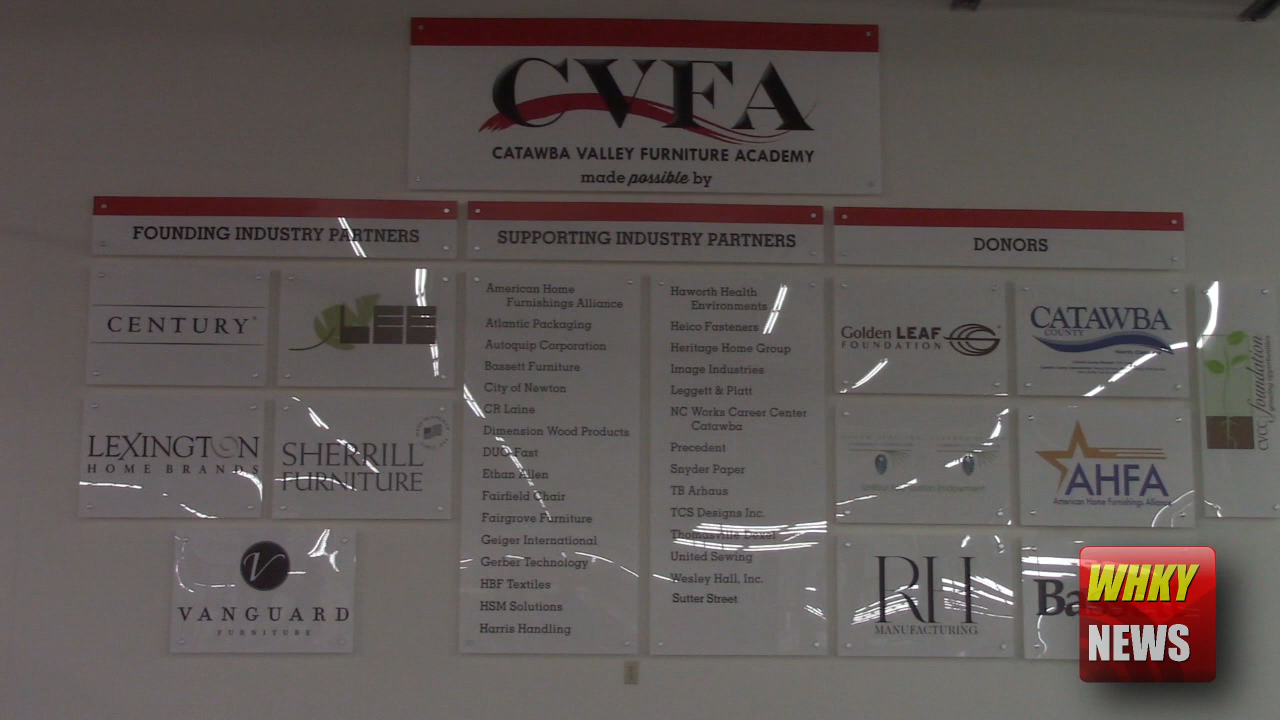 CVFA
CATAWBA VALLEY FURNITURE ACADEMY
made possible by
FOUNDING INDUSTRY PARTNERS
CENTURY®
LEE
LEXINGTON
HOME BRANDS
SHERRILL
FURNITURE
V
VANGUARD
FURNITURE
SUPPORTING INDUSTRY PARTNERS
American Home
Furnishings Alliance
Atlantic Packaging
Autoquip Corporation
Bassett Furniture
City of Newton
CR Laine
Dimension Wood Products
DUO-Fast
Ethan Allen
Fairfield Chair
Fairgrove Furniture
Geiger International
Gerber Technology
HBF Textiles
HSM Solutions
Harris Handling
Haworth Health
Environments
Heico Fasteners
Heritage Home Group
Image Industries
Leggett & Platt
NC Works Career Center
Catawba
Precedent
Snyder Paper
TB Arhaus
TCS Designs Inc.
Thomasville
United Sewing
Wesley Hall, Inc.
Sutter Street
DONORS
Golden LEAF
FOUNDATION
CATAWBA
COUNTY
CVCC foundation
AHFA
American Home Furnishings Alliance
RH
MANUFACTURING
WHKY
NEWS